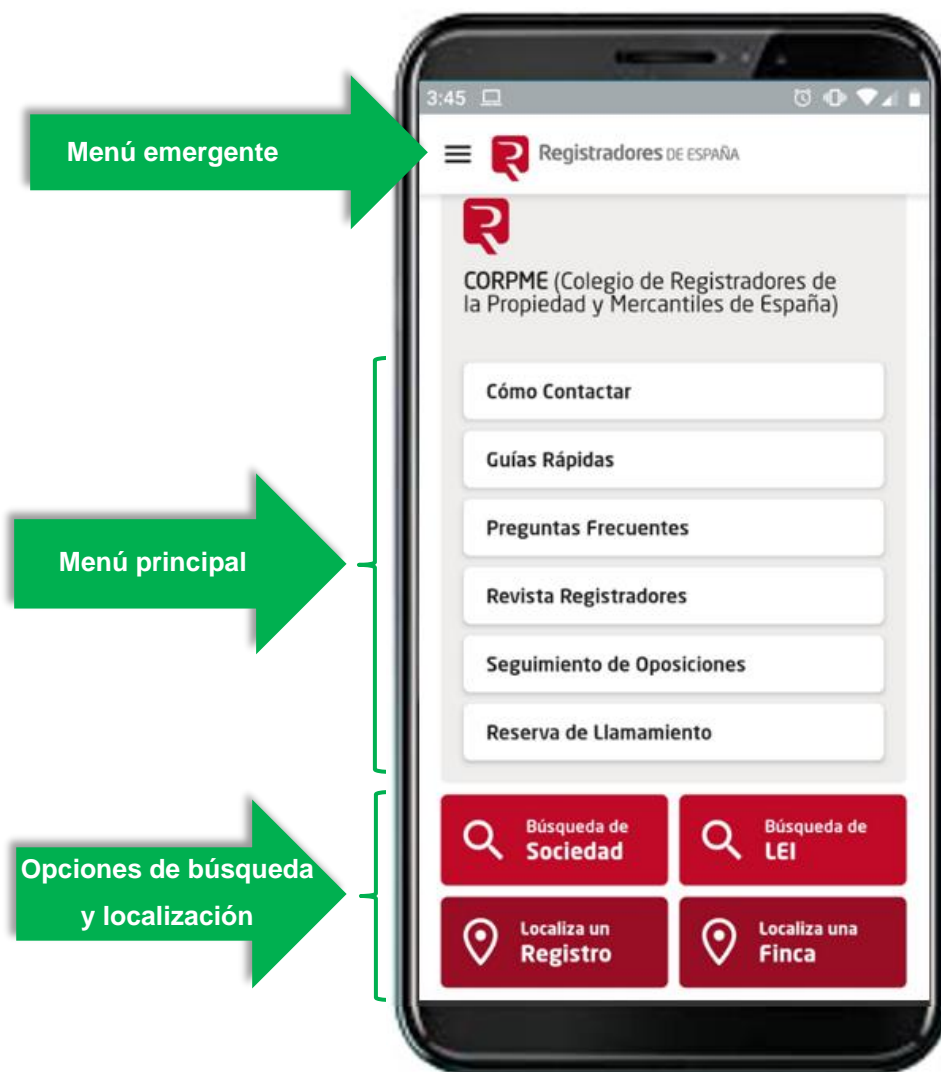 3:45
Menú emergente
Registradores DE ESPAÑA
CORPME (Colegio de Registradores de
la Propiedad y Mercantiles de España)
Menú principal
Cómo Contactar
Guías Rápidas
Preguntas Frecuentes
Revista Registradores
Seguimiento de Oposiciones
Reserva de Llamamiento
Opciones de búsqueda
y localización
Búsqueda de
Sociedad
Búsqueda de
LEI
Localiza un
Registro
Localiza una
Finca